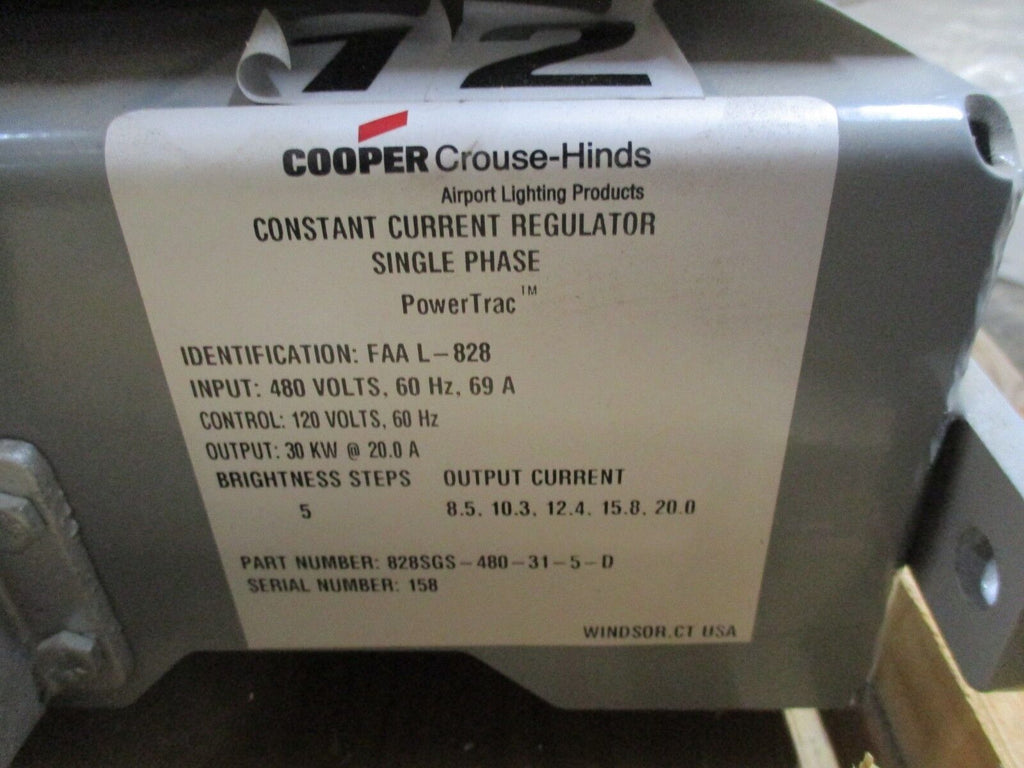 12
COOPER Crouse-Hinds
Airport Lighting Products
CONSTANT CURRENT REGULATOR
SINGLE PHASE
PowerTrac™
IDENTIFICATION: FAA L-828
INPUT: 480 VOLTS, 60 Hz, 69 A
CONTROL: 120 VOLTS, 60 Hz
OUTPUT: 30 KW @ 20.0 A
BRIGHTNESS STEPS OUTPUT CURRENT
5 8.5, 10.3, 12.4, 15.8, 20.0
PART NUMBER: 828SGS-480-31-5-D
SERIAL NUMBER: 158
WINDSOR, CT USA